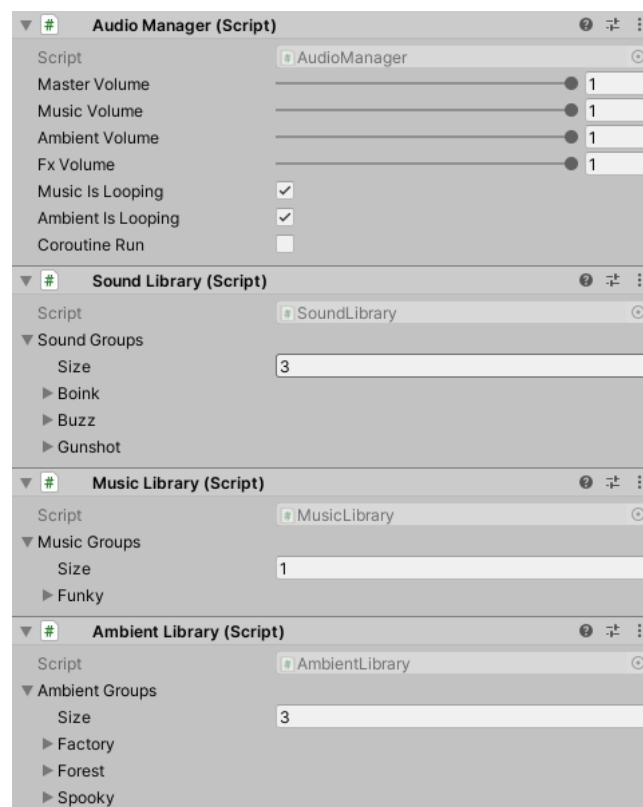 # Audio Manager (Script)
Script AudioManager
Master Volume 1
Music Volume 1
Ambient Volume 1
Fx Volume 1
Music Is Looping
Ambient Is Looping
Coroutine Run
# Sound Library (Script)
Script # SoundLibrary
Sound Groups
Size 3
Boink
Buzz
Gunshot
# Music Library (Script)
Script # MusicLibrary
Music Groups
Size 1
Funky
# Ambient Library (Script)
Script # AmbientLibrary
Ambient Groups
Size 3
Factory
Forest
Spooky